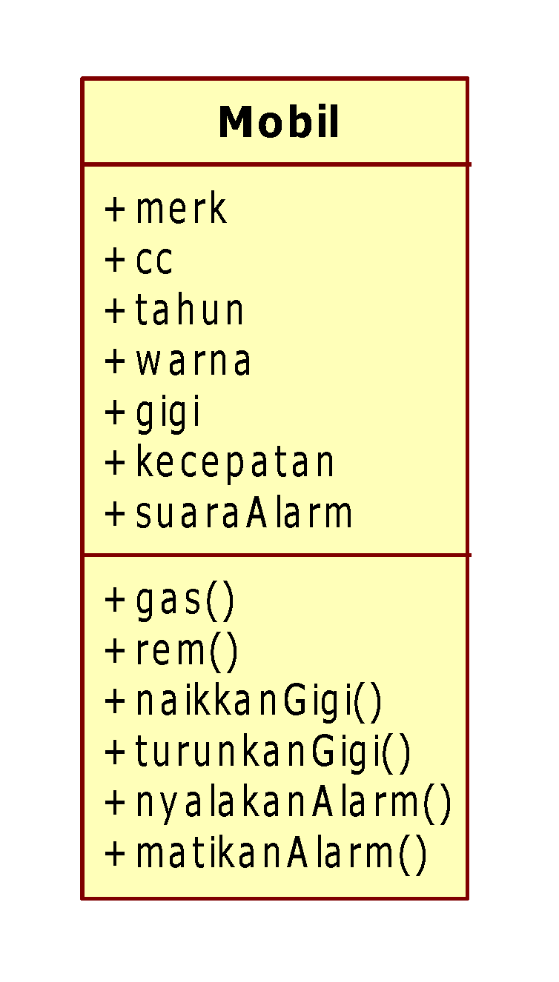 Mobil
+ merk
+ cc
+ tahun
+ warna
+ gigi
+ kecepatan
+ suaraAlarm
+ gas()
+ rem()
+ naikkanGigi()
+ turunkanGigi()
+ nyalakanAlarm()
+ matikanAlarm()